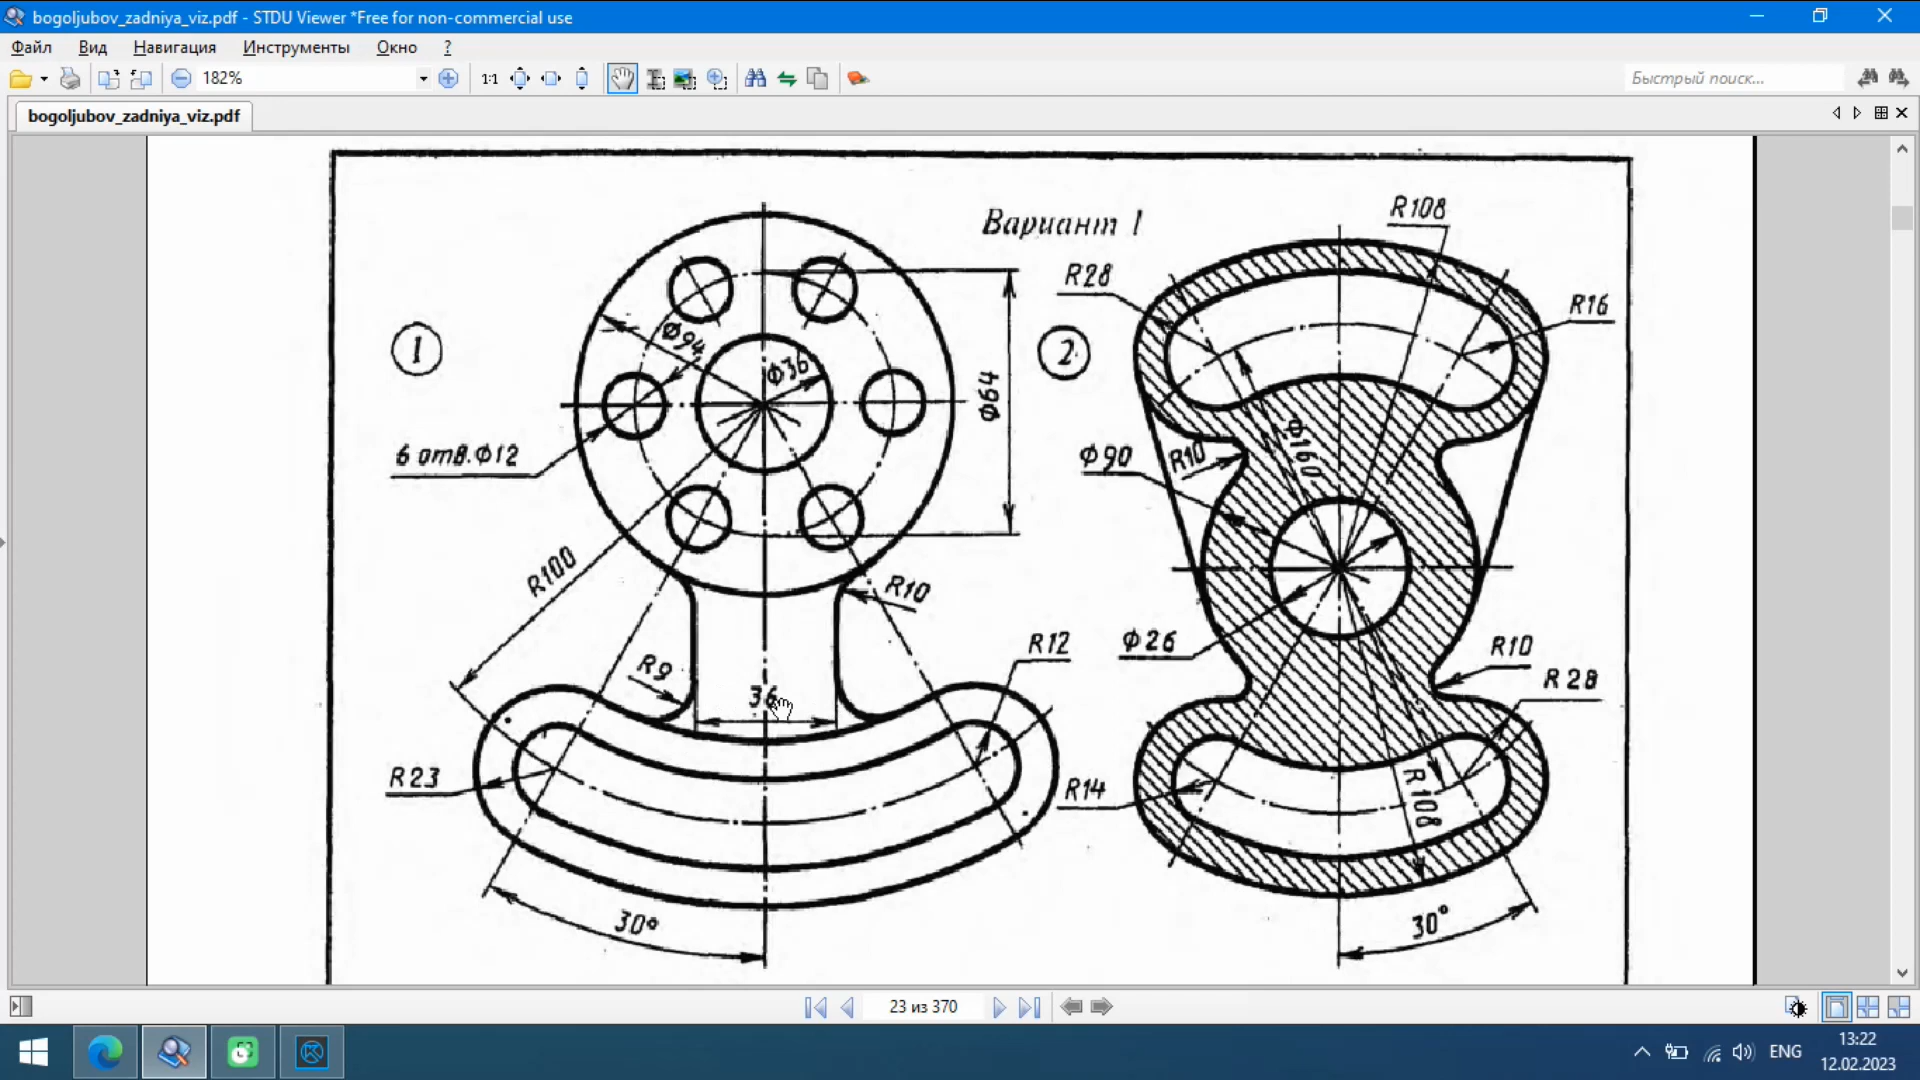 bogoljubov_zadniya_viz.pdf - STDU Viewer *Free for non-commercial use
Файл Вид Навигация Инструменты Окно ?
182% 1:1 Быстрый поиск...
bogoljubov_zadniya_viz.pdf
Вариант 1
R108
R28
R16
1
2
Ф94
Ф36
Ф64
6 отв.Ф12
Ф90
R10
Ф160
R100
R10
R12
Ф26
R10
R28
R9
36
R23
R14
R108
30°
30°
23 из 370
ENG
13:22
12.02.2023